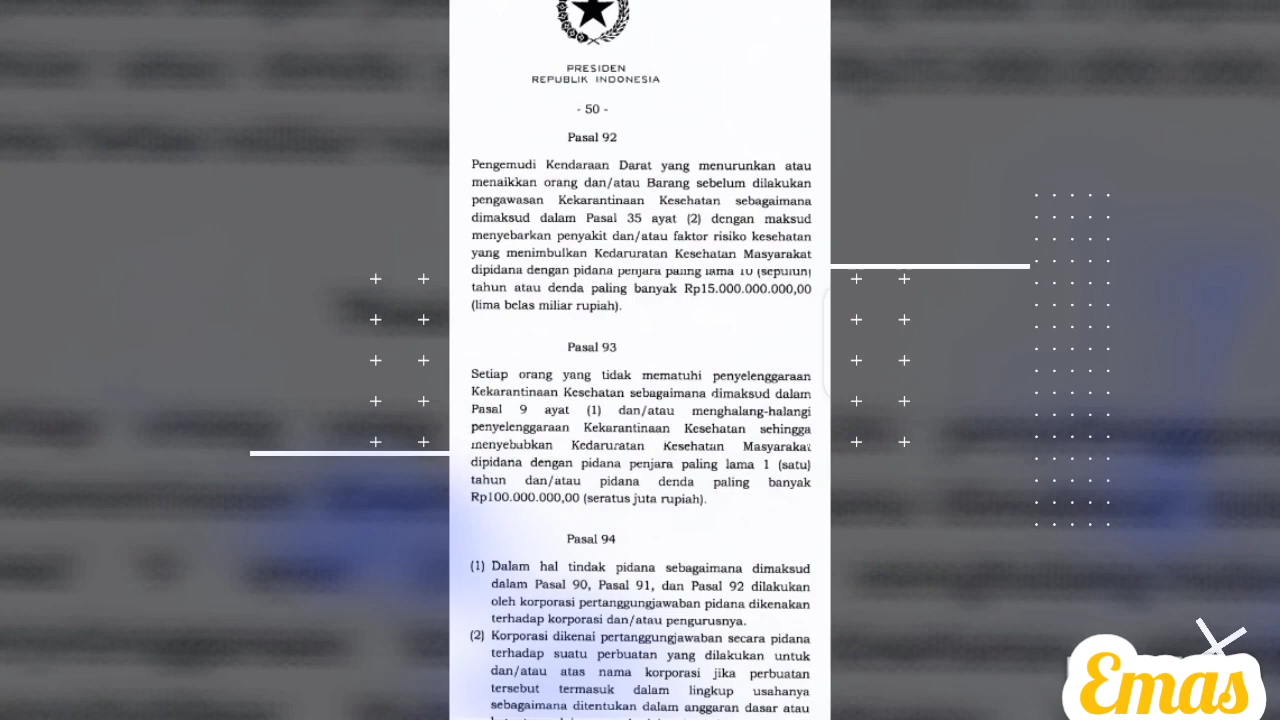 PRESIDEN
REPUBLIK INDONESIA
- 50 -
Pasal 92
Pengemudi Kendaraan Darat yang menurunkan atau
menaikkan orang dan/atau Barang sebelum dilakukan
pengawasan Kekarantinaan Kesehatan sebagaimana
dimaksud dalam Pasal 35 ayat (2) dengan maksud
menyebarkan penyakit dan/atau faktor risiko kesehatan
yang menimbulkan Kedaruratan Kesehatan Masyarakat
dipidana dengan pidana penjara paling lama 10 (sepuluh)
tahun atau denda paling banyak Rp15.000.000.000,00
(lima belas miliar rupiah).
Pasal 93
Setiap orang yang tidak mematuhi penyelenggaraan
Kekarantinaan Kesehatan sebagaimana dimaksud dalam
Pasal 9 ayat (1) dan/atau menghalang-halangi
penyelenggaraan Kekarantinaan Kesehatan sehingga
menyebabkan Kedaruratan Kesehatan Masyarakat
dipidana dengan pidana penjara paling lama 1 (satu)
tahun dan/atau pidana denda paling banyak
Rp100.000.000,00 (seratus juta rupiah).
Pasal 94
(1) Dalam hal tindak pidana sebagaimana dimaksud
dalam Pasal 90, Pasal 91, dan Pasal 92 dilakukan
oleh korporasi pertanggungjawaban pidana dikenakan
terhadap korporasi dan/atau pengurusnya.
(2) Korporasi dikenai pertanggungjawaban secara pidana
terhadap suatu perbuatan yang dilakukan untuk
dan/atau atas nama korporasi jika perbuatan
tersebut termasuk dalam lingkup usahanya
sebagaimana ditentukan dalam anggaran dasar atau
Emas